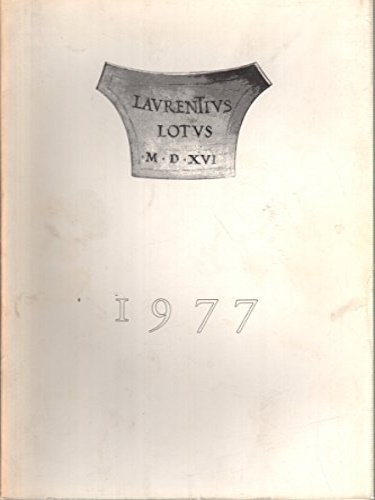 LAVRENTIVS
LOTVS
·M·D·XVI
1977